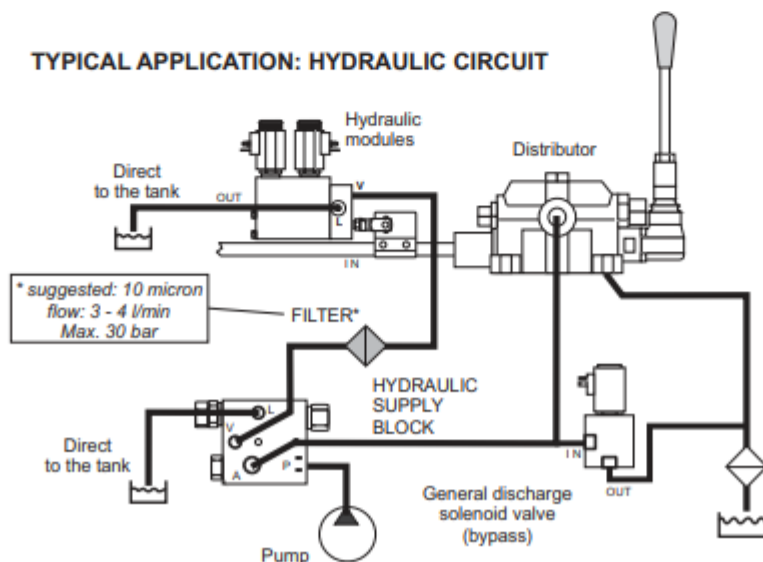 TYPICAL APPLICATION: HYDRAULIC CIRCUIT
Hydraulic
modules
Distributor
Direct
to the tank
OUT
V
L
IN
* suggested: 10 micron
flow: 3 - 4 l/min
Max. 30 bar
FILTER*
HYDRAULIC
SUPPLY
BLOCK
L
V
A
P
Direct
to the tank
IN
OUT
General discharge
solenoid valve
(bypass)
Pump